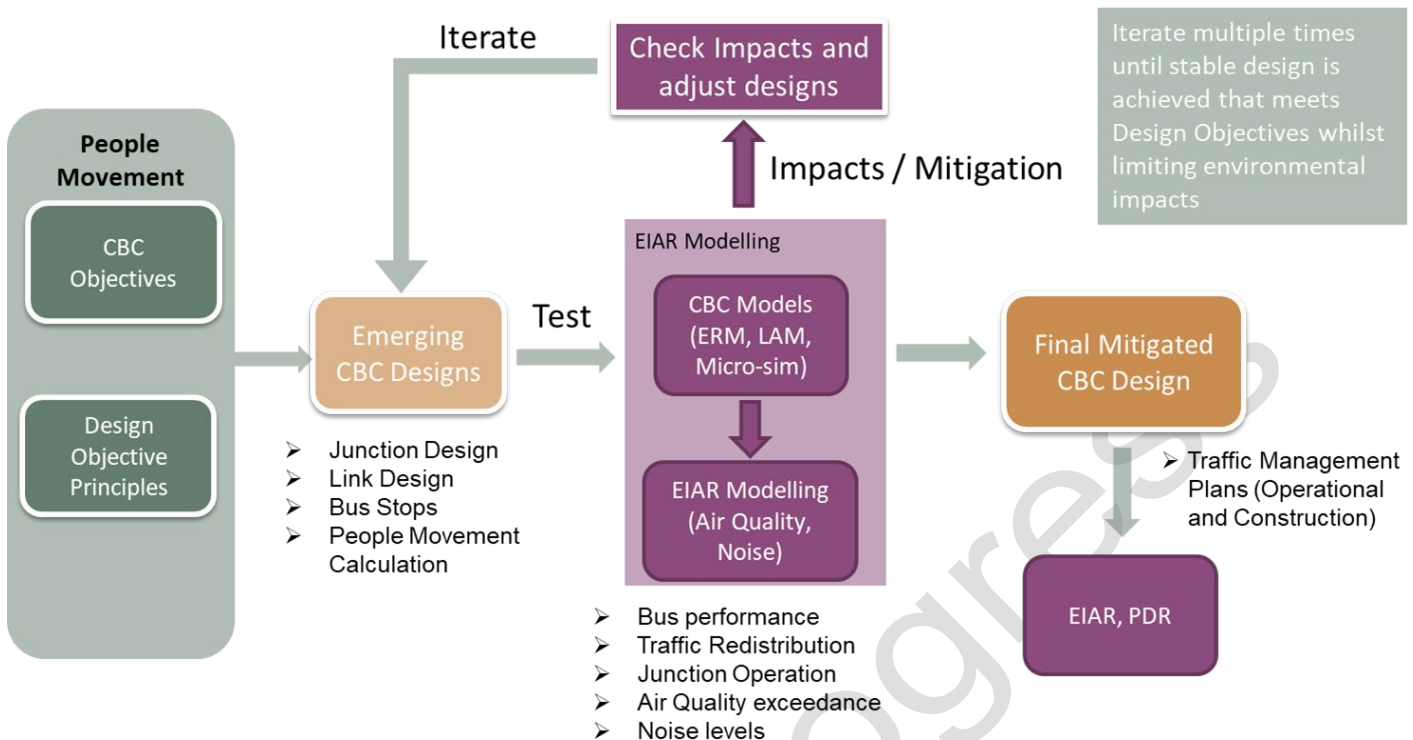 Iterate
Check Impacts and
adjust designs
Iterate multiple times
until stable design is
achieved that meets
Design Objectives whilst
limiting environmental
impacts
People
Movement
CBC
Objectives
Design
Objective
Principles
Impacts / Mitigation
Emerging
CBC Designs
Test
➢ Junction Design
➢ Link Design
➢ Bus Stops
➢ People Movement
Calculation
EIAR Modelling
CBC Models
(ERM, LAM,
Micro-sim)
EIAR Modelling
(Air Quality,
Noise)
➢ Bus performance
➢ Traffic Redistribution
➢ Junction Operation
➢ Air Quality exceedance
➢ Noise levels
Final Mitigated
CBC Design
➢ Traffic Management
Plans (Operational
and Construction)
EIAR, PDR
ogress